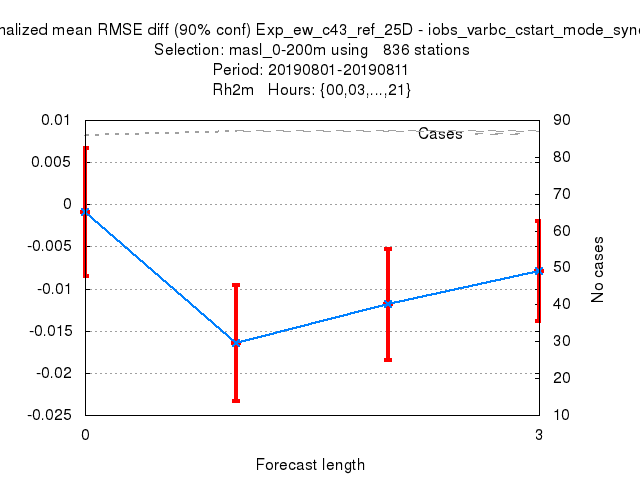 nalized mean RMSE diff (90% conf) Exp_ew_c43_ref_25D - iobs_varbc_cstart_mode_sync
Selection: masl_0-200m using 836 stations
Period: 20190801-20190811
Rh2m Hours: {00,03,...,21}
0.01
0.005
0
-0.005
-0.01
-0.015
-0.02
-0.025
90
80
70
60
50
40
30
20
10
Cases
No cases
0
3
Forecast length